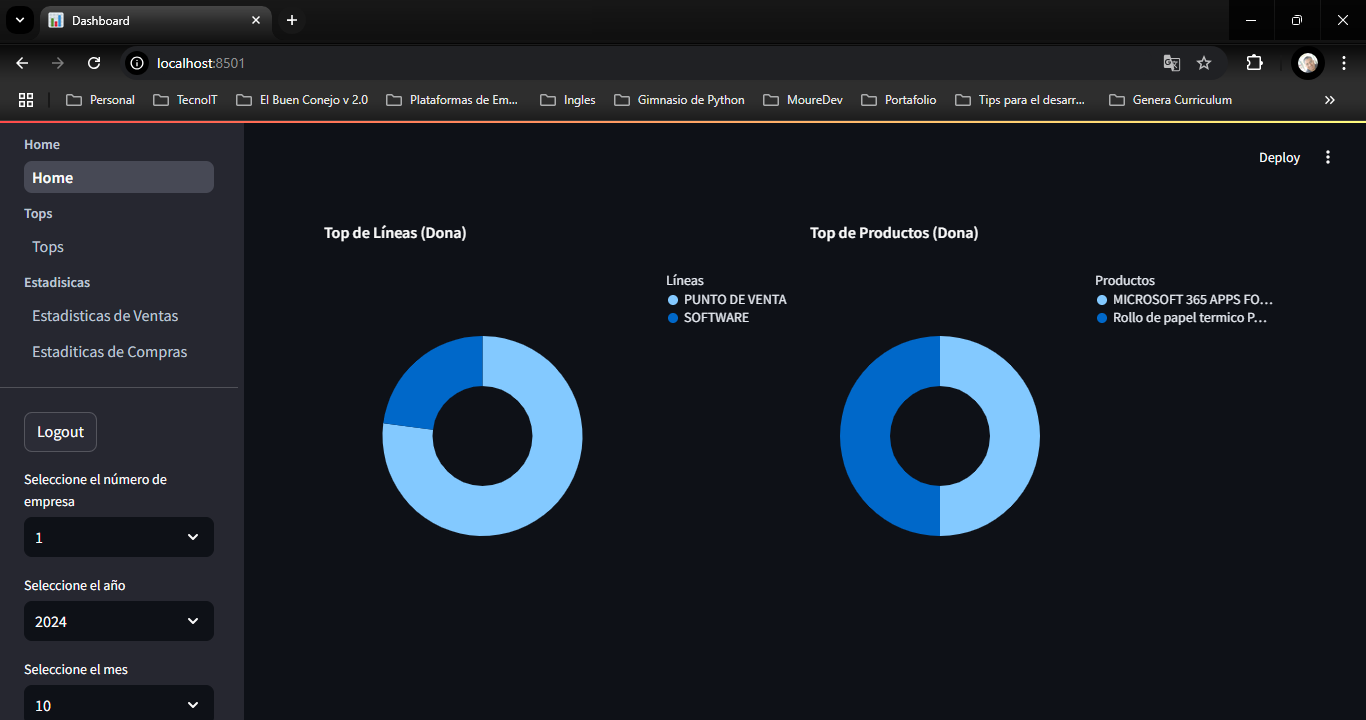 Dashboard
localhost:8501
Personal
TecnoIT
El Buen Conejo v 2.0
Plataformas de Em...
Ingles
Gimnasio de Python
MoureDev
Portafolio
Tips para el desarr...
Genera Curriculum
Deploy
Home
Home
Tops
Tops
Estadisicas
Estadisticas de Ventas
Estaditicas de Compras
Logout
Seleccione el número de
empresa
1
Seleccione el año
2024
Seleccione el mes
10
Top de Líneas (Dona)
Líneas
PUNTO DE VENTA
SOFTWARE
Top de Productos (Dona)
Productos
MICROSOFT 365 APPS FO...
Rollo de papel termico P...